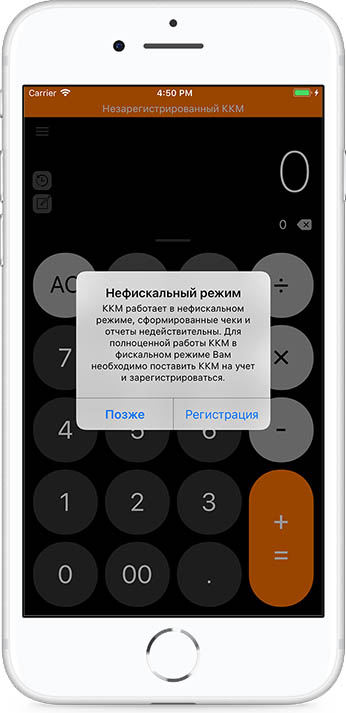 Carrier 4:50 PM
Незарегистрированный ККМ
0
0
AC ÷
Нефискальный режим
ККМ работает в нефискальном
режиме, сформированные чеки и
отчеты недействительны. Для
полноценной работы ККМ в
фискальном режиме Вам
необходимо поставить ККМ на учет
и зарегистрироваться.
Позже Регистрация
7 ×
4 5 6 -
1 2 3 +
=
0 00 .